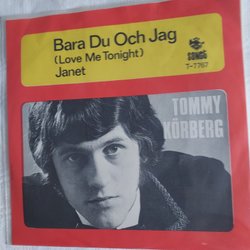 Bara Du Och Jag
(Love Me Tonight)
Janet
SONET
T-7767
TOMMY
KÖRBERG